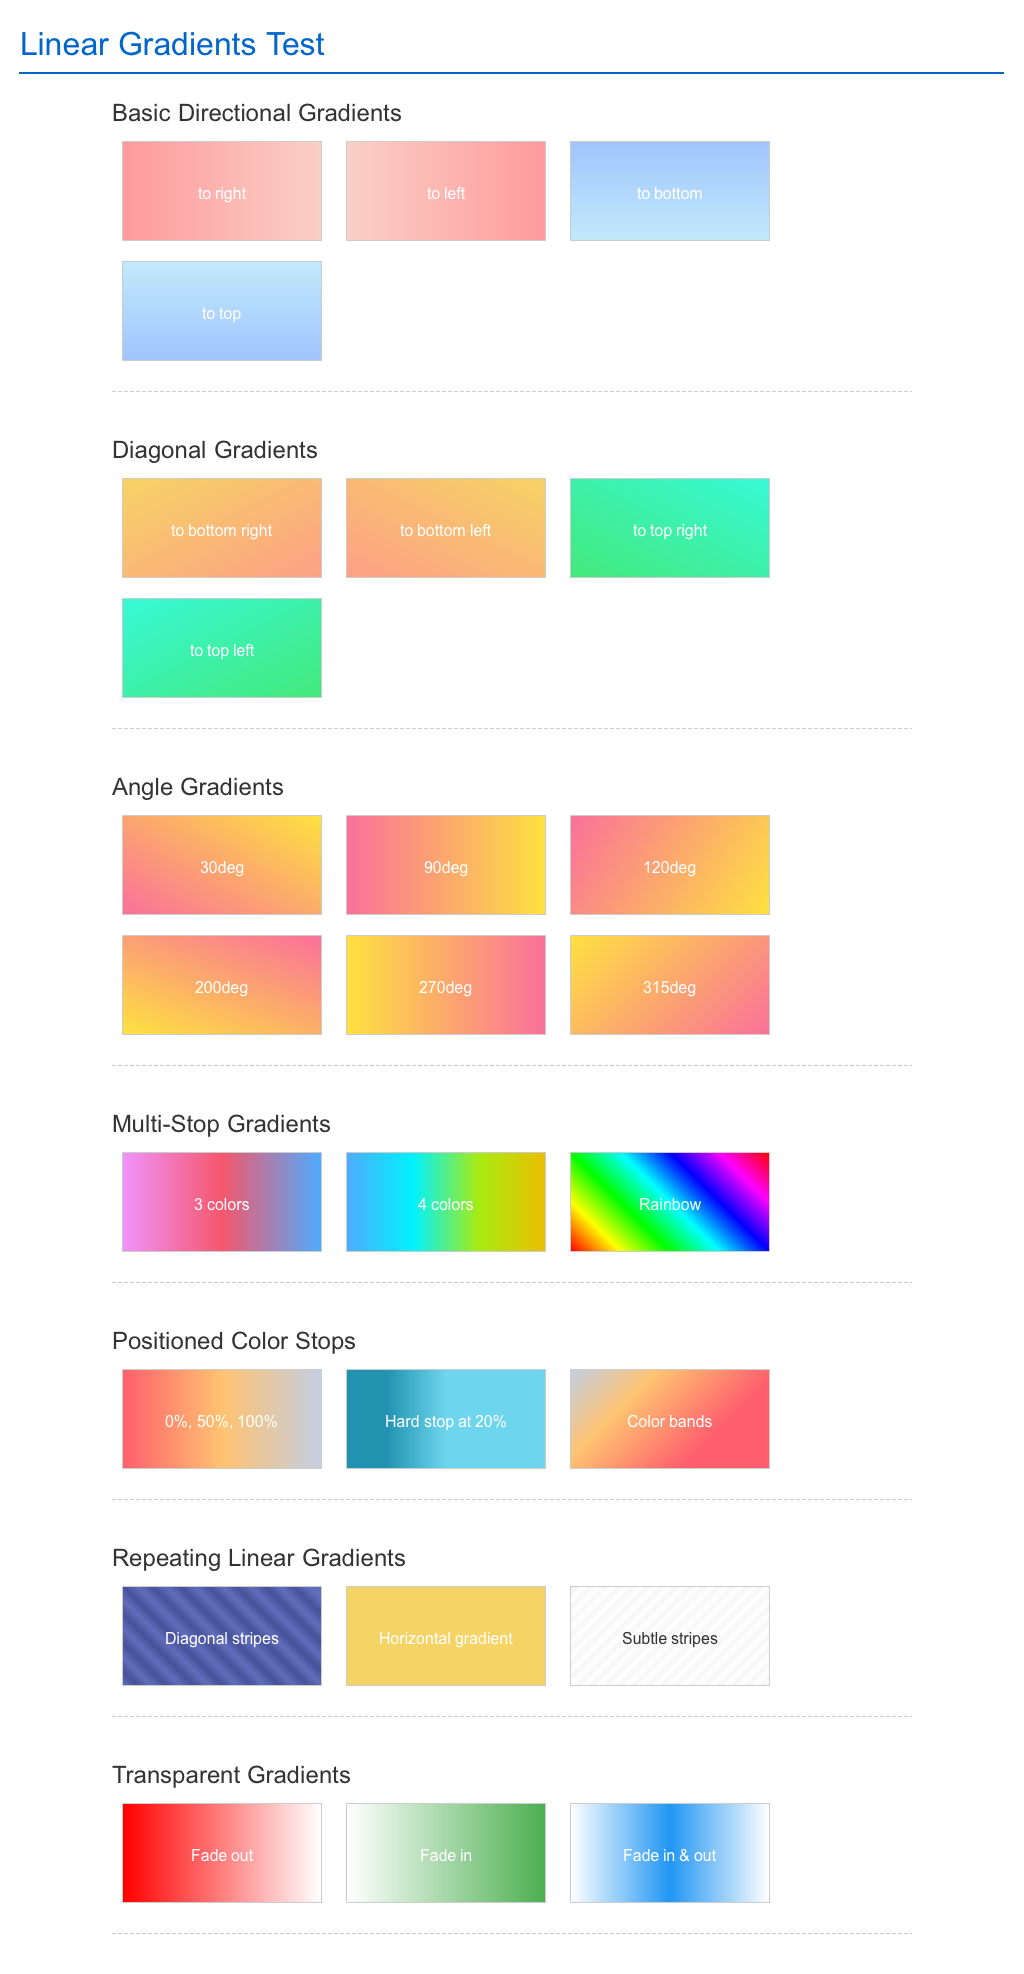 Linear Gradients Test
Basic Directional Gradients
to right
to left
to bottom
to top
Diagonal Gradients
to bottom right
to bottom left
to top right
to top left
Angle Gradients
30deg
90deg
120deg
200deg
270deg
315deg
Multi-Stop Gradients
3 colors
4 colors
Rainbow
Positioned Color Stops
0%, 50%, 100%
Hard stop at 20%
Color bands
Repeating Linear Gradients
Diagonal stripes
Horizontal gradient
Subtle stripes
Transparent Gradients
Fade out
Fade in
Fade in & out